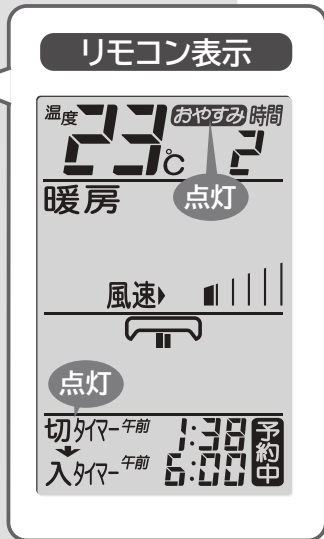 リモコン表示
温度 23℃ おやすみ 時間 2
点灯
暖房
風速
点灯
切タイマー 午前 1:38 予約中
入タイマー 午前 6:00